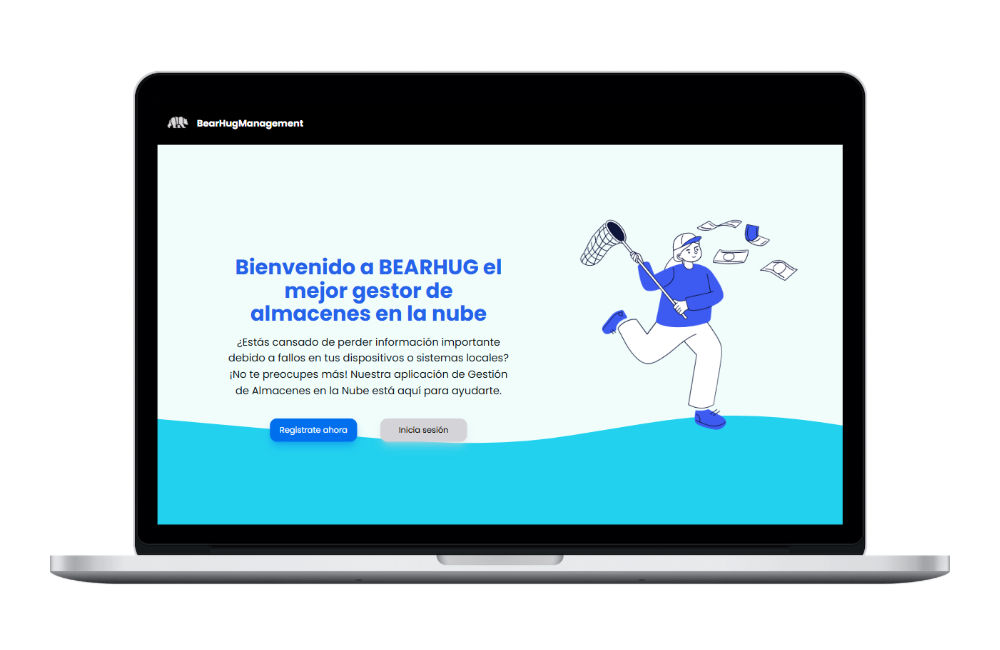 BearHugManagement
Bienvenido a BEARHUG el
mejor gestor de
almacenes en la nube
¿Estás cansado de perder información importante
debido a fallos en tus dispositivos o sistemas locales?
¡No te preocupes más! Nuestra aplicación de Gestión
de Almacenes en la Nube está aquí para ayudarte.
Registrate ahora
Inicia sesión